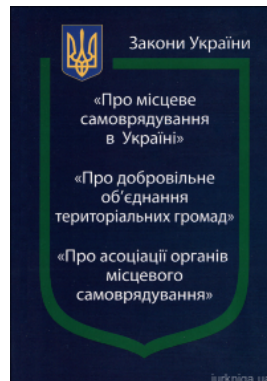 Закони України
«Про місцеве
самоврядування
в Україні»
«Про добровільне
об'єднання
територіальних громад»
«Про асоціації органів
місцевого
самоврядування»
jurkniga.ua